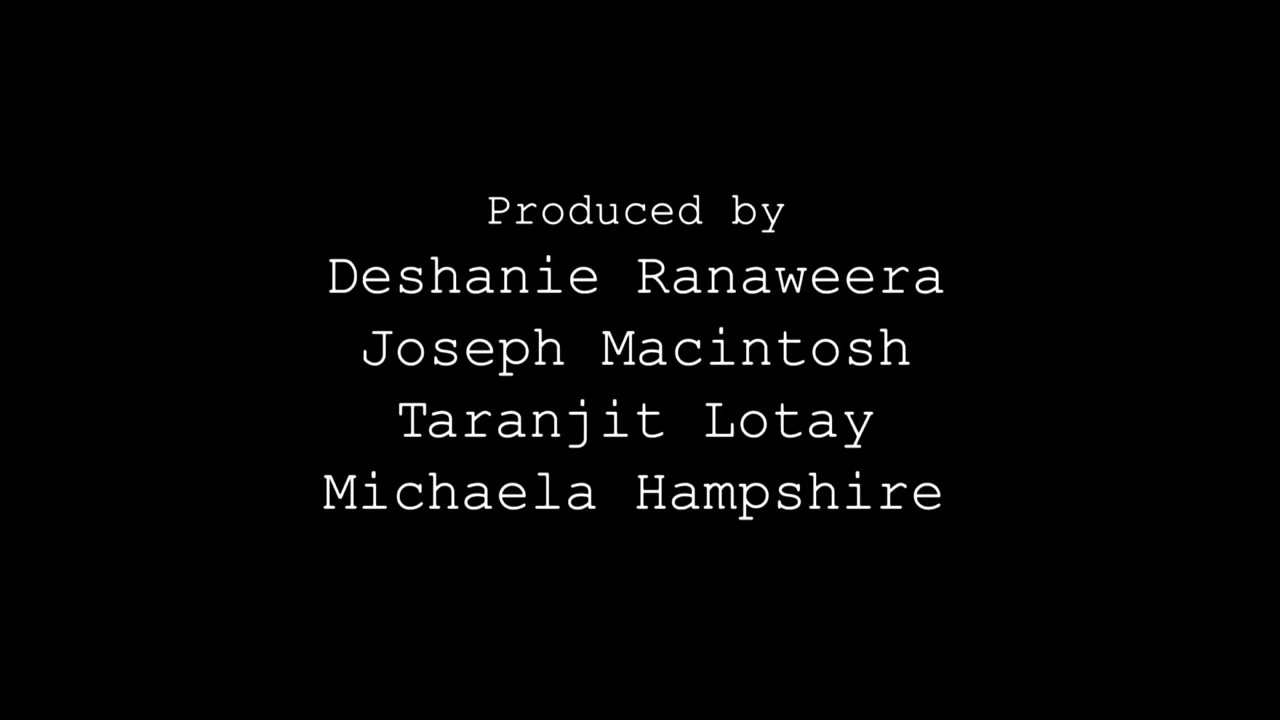 Produced by
Deshanie Ranaweera
Joseph Macintosh
Taranjit Lotay
Michaela Hampshire